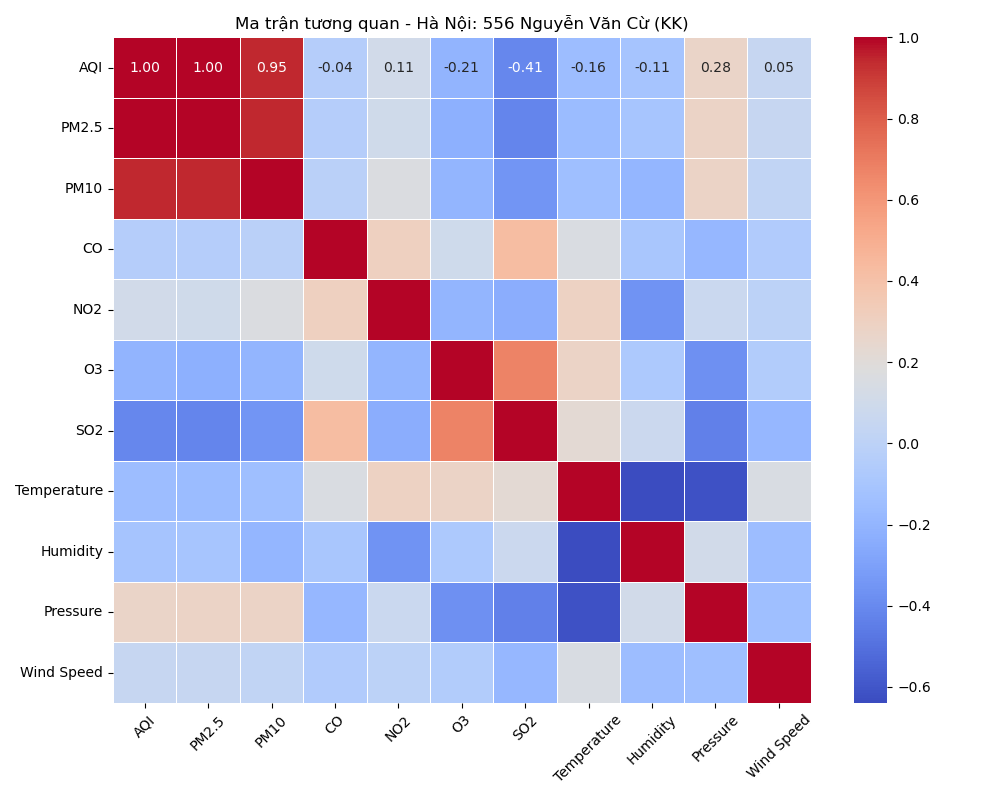 Ma trận tương quan - Hà Nội: 556 Nguyễn Văn Cừ (KK)
AQI 1.00 1.00 0.95 -0.04 0.11 -0.21 -0.41 -0.16 -0.11 0.28 0.05
PM2.5
PM10
CO
NO2
O3
SO2
Temperature
Humidity
Pressure
Wind Speed
AQI PM2.5 PM10 CO NO2 O3 SO2 Temperature Humidity Pressure Wind Speed
1.0
0.8
0.6
0.4
0.2
0.0
−0.2
−0.4
−0.6